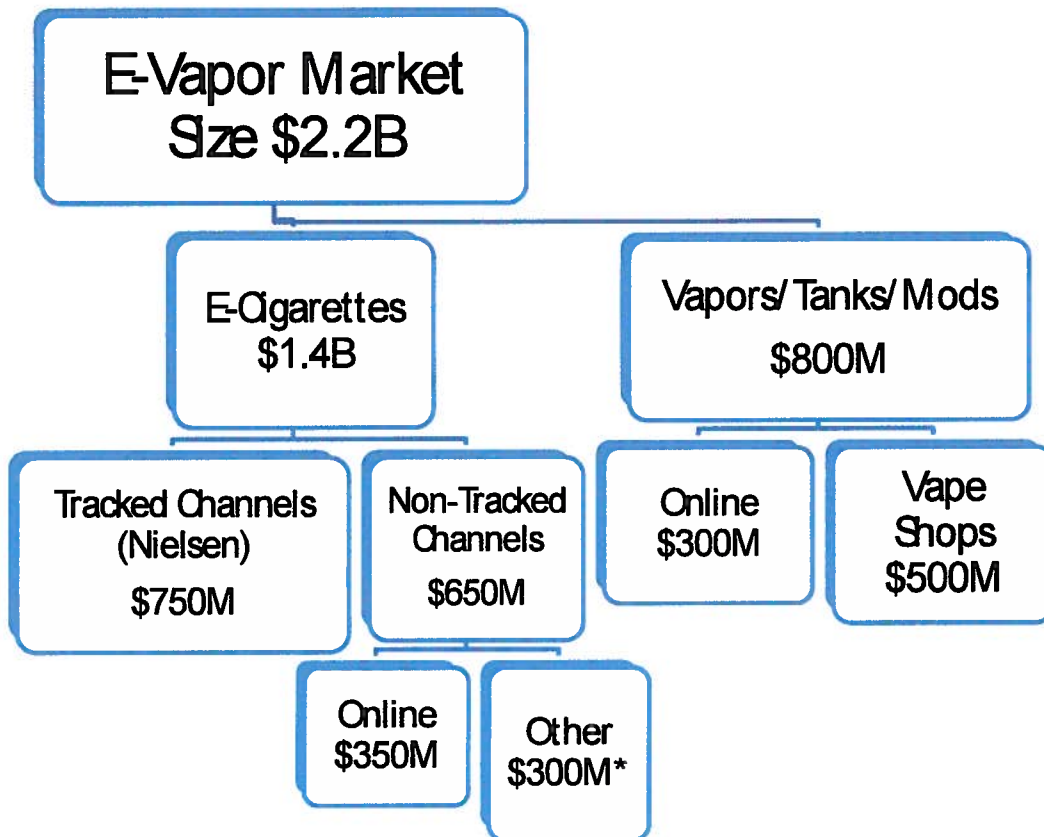 E-Vapor Market
Size $2.2B
E-Cigarettes
$1.4B
Vapors/ Tanks/ Mods
$800M
Tracked Channels
(Nielsen)
$750M
Non-Tracked
Channels
$650M
Online
$300M
Vape
Shops
$500M
Online
$350M
Other
$300M*